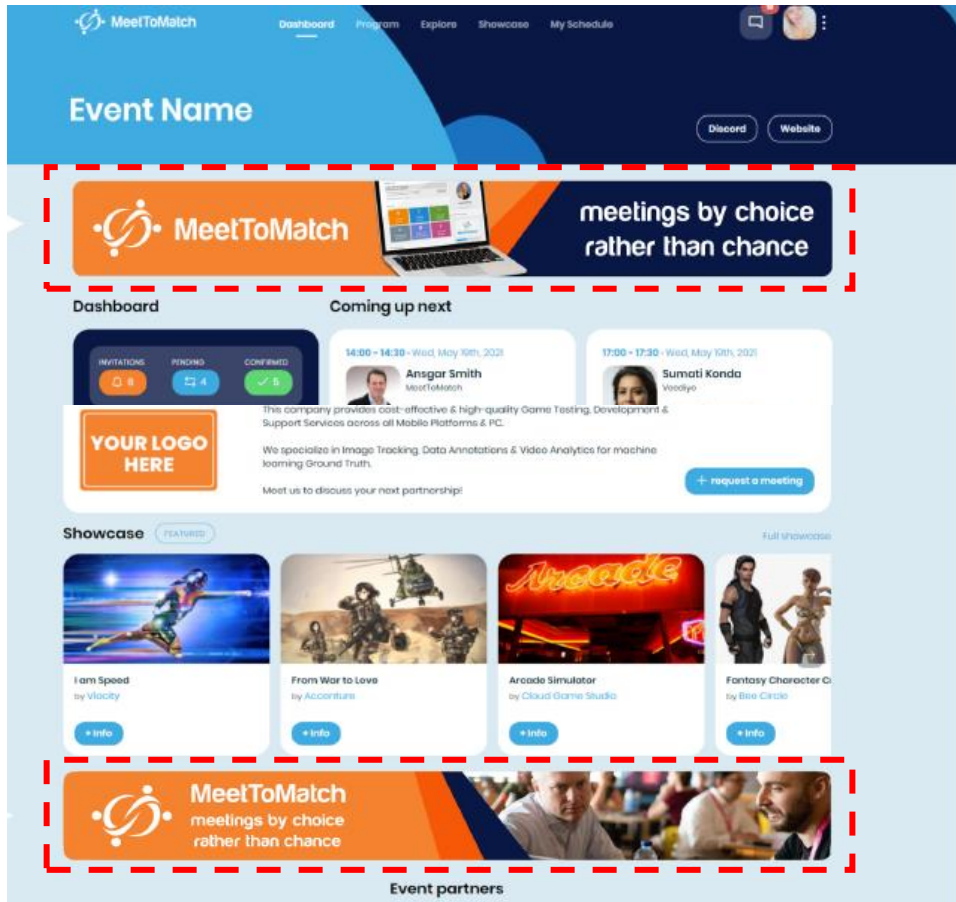 MeetToMatch
Dashboard Program Explore Showcase My Schedule
Event Name
Discord Website
MeetToMatch
meetings by choice
rather than chance
Dashboard
Coming up next
INVITATIONS PENDING CONFIRMED
8 4 5
14:00 - 14:30 - Wed, May 19th, 2021
Ansgar Smith
MeetToMatch
17:00 - 17:30 - Wed, May 19th, 2021
Sumati Konda
Veediye
YOUR LOGO
HERE
This company provides cost-effective & high-quality Game Testing, Development &
Support Services across all Mobile Platforms & PC.
We specialize in Image Tracking, Data Annotations & Video Analytics for machine
learning Ground Truth.
Meet us to discuss your next partnership!
+ request a meeting
Showcase FEATURED
Full showcase
Arcade
I am Speed
by Vlocity
+ Info
From War to Love
by Accenture
+ Info
Arcade Simulator
by Cloud Game Studio
+ Info
Fantasy Character C
by Bee Circle
+ Info
MeetToMatch
meetings by choice
rather than chance
Event partners